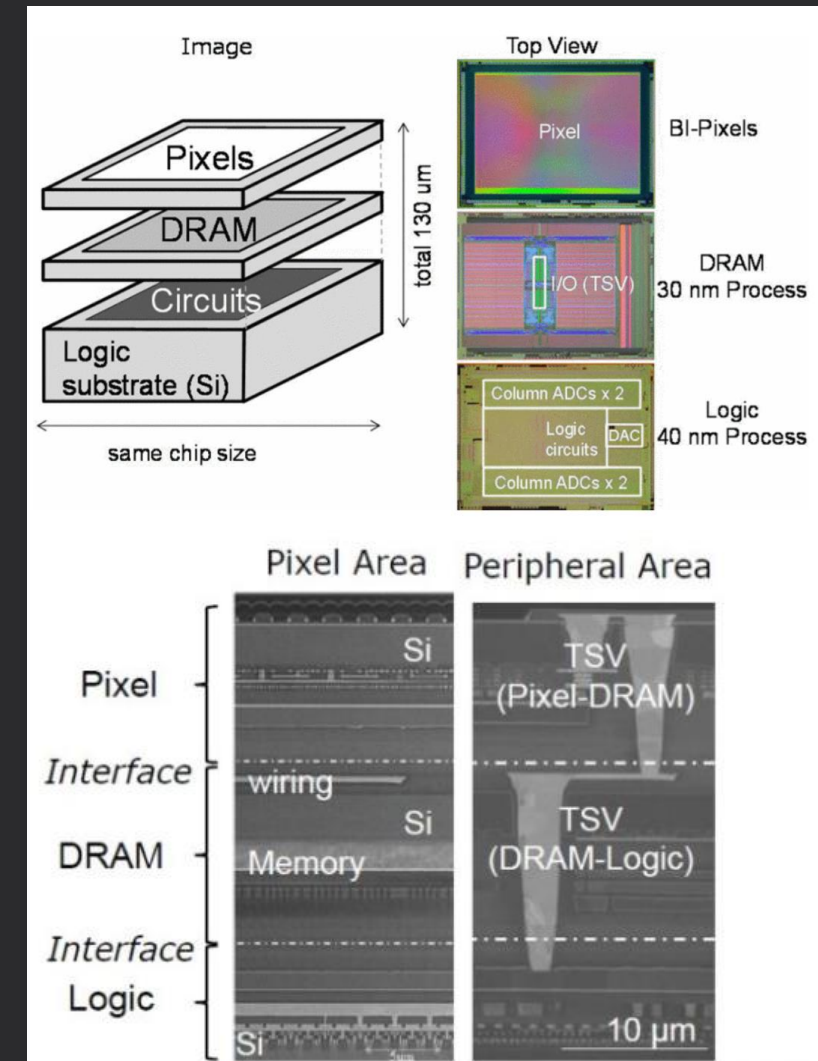 Image
Top View
Pixels
DRAM
Circuits
Logic
substrate (Si)
total 130 um
same chip size
Pixel
BI-Pixels
I/O (TSV)
DRAM
30 nm Process
Column ADCs x 2
Logic
circuits
DAC
Column ADCs x 2
Logic
40 nm Process
Pixel Area
Peripheral Area
Pixel
Interface
DRAM
Interface
Logic
Si
wiring
Si
Memory
Si
5µm
TSV
(Pixel-DRAM)
TSV
(DRAM-Logic)
10 µm